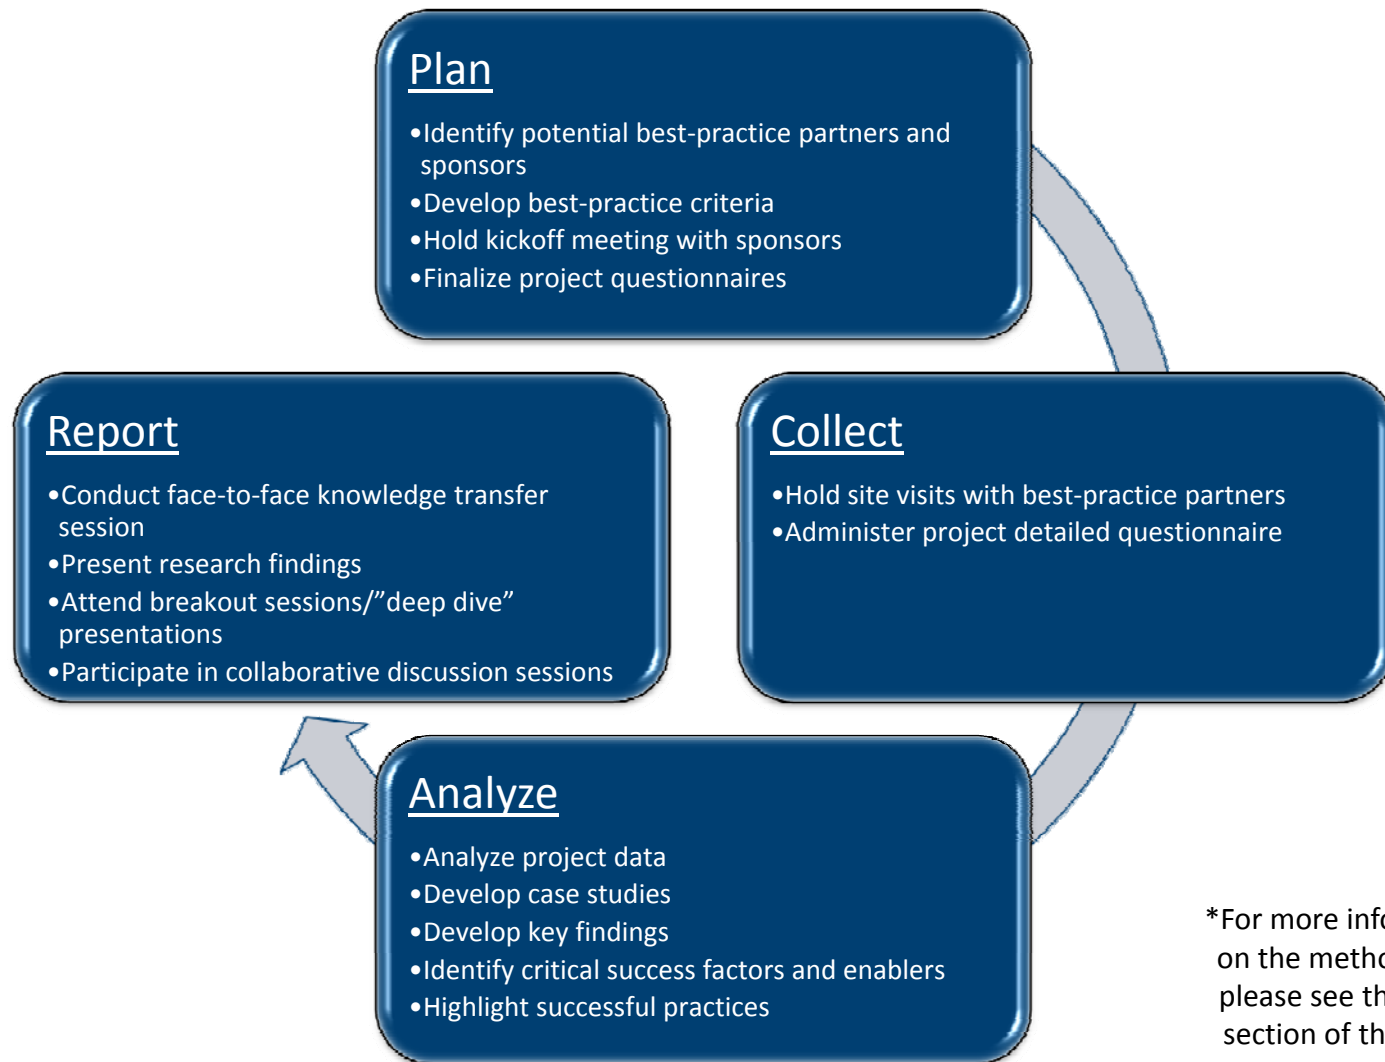 Plan
•Identify potential best-practice partners and
sponsors
•Develop best-practice criteria
•Hold kickoff meeting with sponsors
•Finalize project questionnaires
Report
•Conduct face-to-face knowledge transfer
session
•Present research findings
•Attend breakout sessions/”deep dive”
presentations
•Participate in collaborative discussion sessions
Collect
•Hold site visits with best-practice partners
•Administer project detailed questionnaire
Analyze
•Analyze project data
•Develop case studies
•Develop key findings
•Identify critical success factors and enablers
•Highlight successful practices
*For more
on the
please see
section of